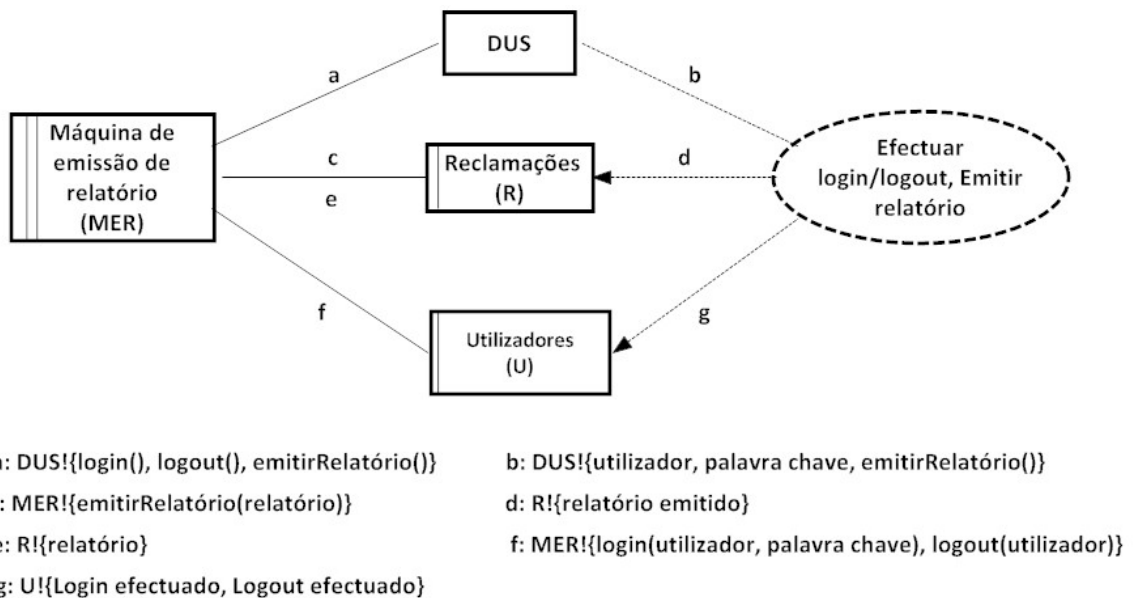 DUS
a
b
Máquina de
emissão de
relatório
(MER)
c
e
Reclamações
(R)
d
Efectuar
login/logout, Emitir
relatório
f
g
Utilizadores
(U)
a: DUS!{login(), logout(), emitirRelatório()}
b: DUS!{utilizador, palavra chave, emitirRelatório()}
: MER!{emitirRelatório(relatório)}
d: R!{relatório emitido}
e: R!{relatório}
f: MER!{login(utilizador, palavra chave), logout(utilizador)}
g: U!{Login efectuado, Logout efectuado}